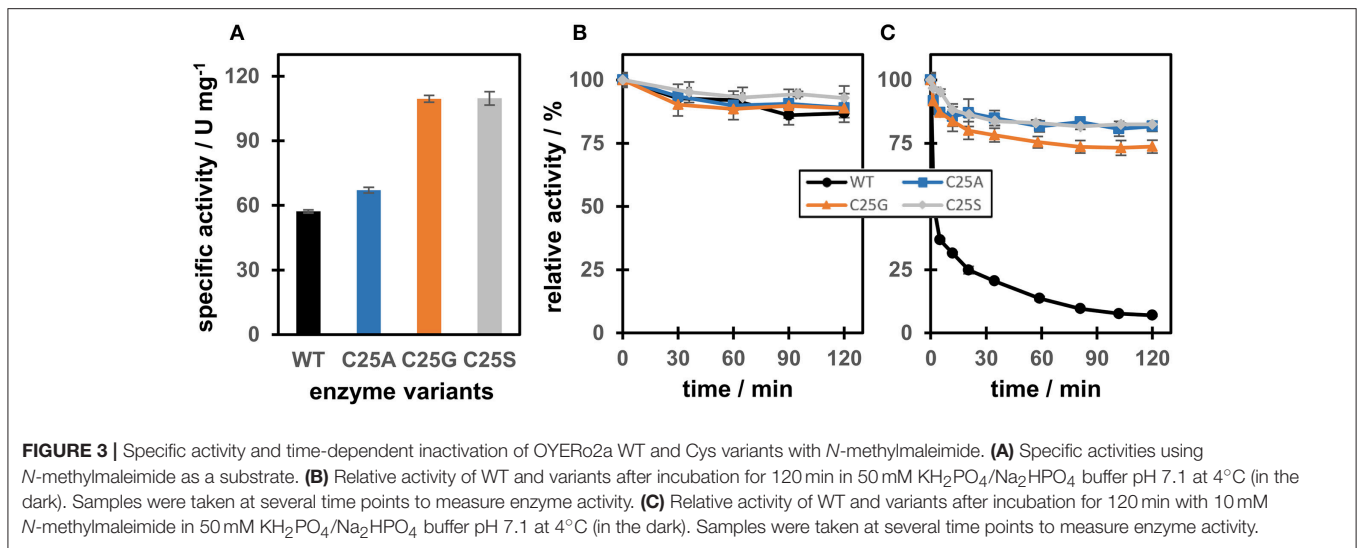 A
B
C
specific activity / U mg⁻¹
120
90
60
30
0
WT C25A C25G C25S
enzyme variants
relative activity / %
100
75
50
25
0
0 30 60 90 120
time / min
100
75
50
25
0
0 30 60 90 120
time / min
WT C25A
C25G C25S
FIGURE 3 | Specific activity and time-dependent inactivation of OYERo2a WT and Cys variants with N-methylmaleimide. (A) Specific activities using
N-methylmaleimide as a substrate. (B) Relative activity of WT and variants after incubation for 120 min in 50 mM KH₂PO₄/Na₂HPO₄ buffer pH 7.1 at 4°C (in the
dark). Samples were taken at several time points to measure enzyme activity. (C) Relative activity of WT and variants after incubation for 120 min with 10 mM
N-methylmaleimide in 50 mM KH₂PO₄/Na₂HPO₄ buffer pH 7.1 at 4°C (in the dark). Samples were taken at several time points to measure enzyme activity.